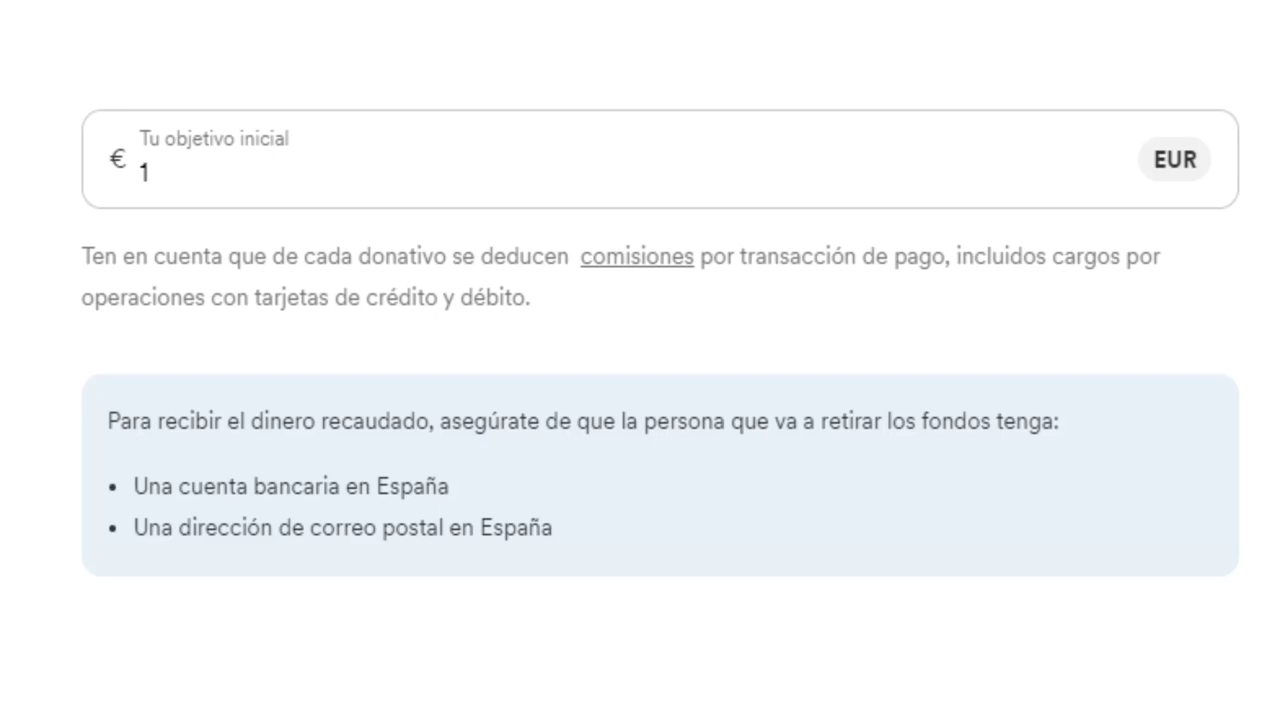 Tu objetivo inicial
€ 1 EUR
Ten en cuenta que de cada donativo se deducen comisiones por transacción de pago, incluidos cargos por
operaciones con tarjetas de crédito y débito.
Para recibir el dinero recaudado, asegúrate de que la persona que va a retirar los fondos tenga:
• Una cuenta bancaria en España
• Una dirección de correo postal en España